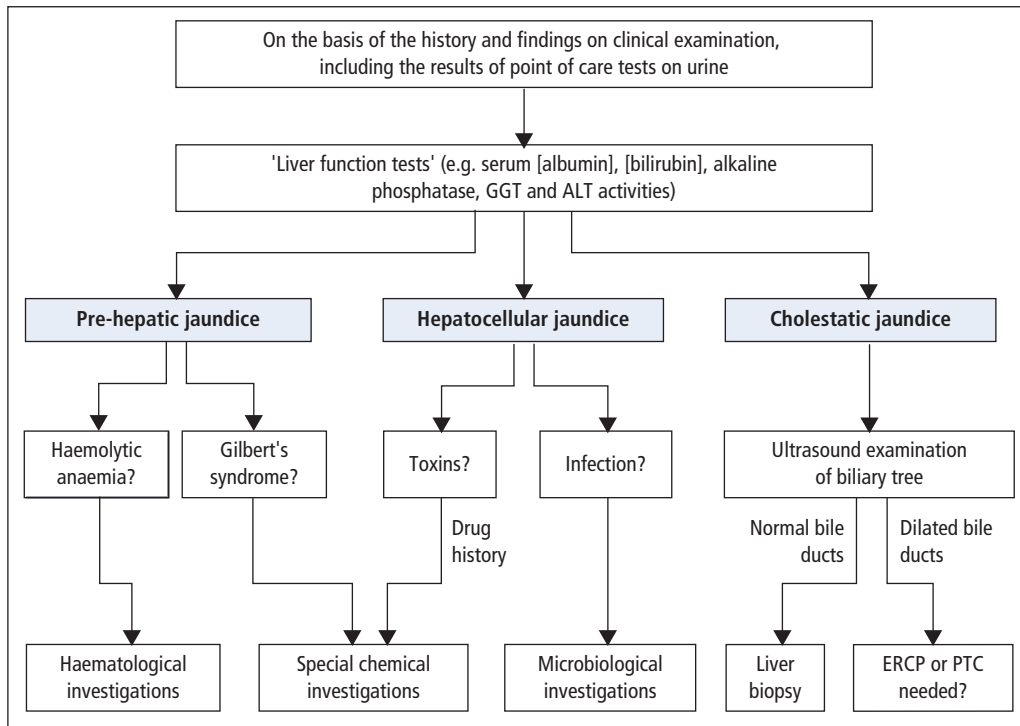 On the basis of the history and findings on clinical examination,
including the results of point of care tests on urine
'Liver function tests' (e.g. serum [albumin], [bilirubin], alkaline
phosphatase, GGT and ALT activities)
Pre-hepatic jaundice
Hepatocellular jaundice
Cholestatic jaundice
Haemolytic
anaemia?
Gilbert's
syndrome?
Toxins?
Infection?
Ultrasound examination
of biliary tree
Drug
history
Normal bile
ducts
Dilated bile
ducts
Haematological
investigations
Special chemical
investigations
Microbiological
investigations
Liver
biopsy
ERCP or PTC
needed?